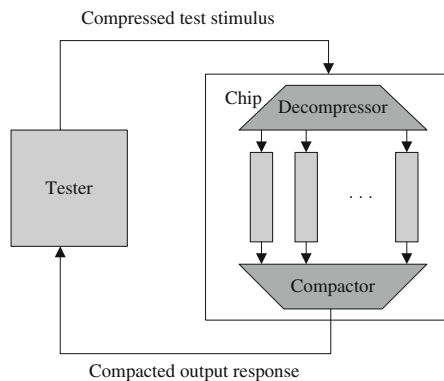 Compressed test stimulus
Chip
Decompressor
Tester
. . .
Compactor
Compacted output response